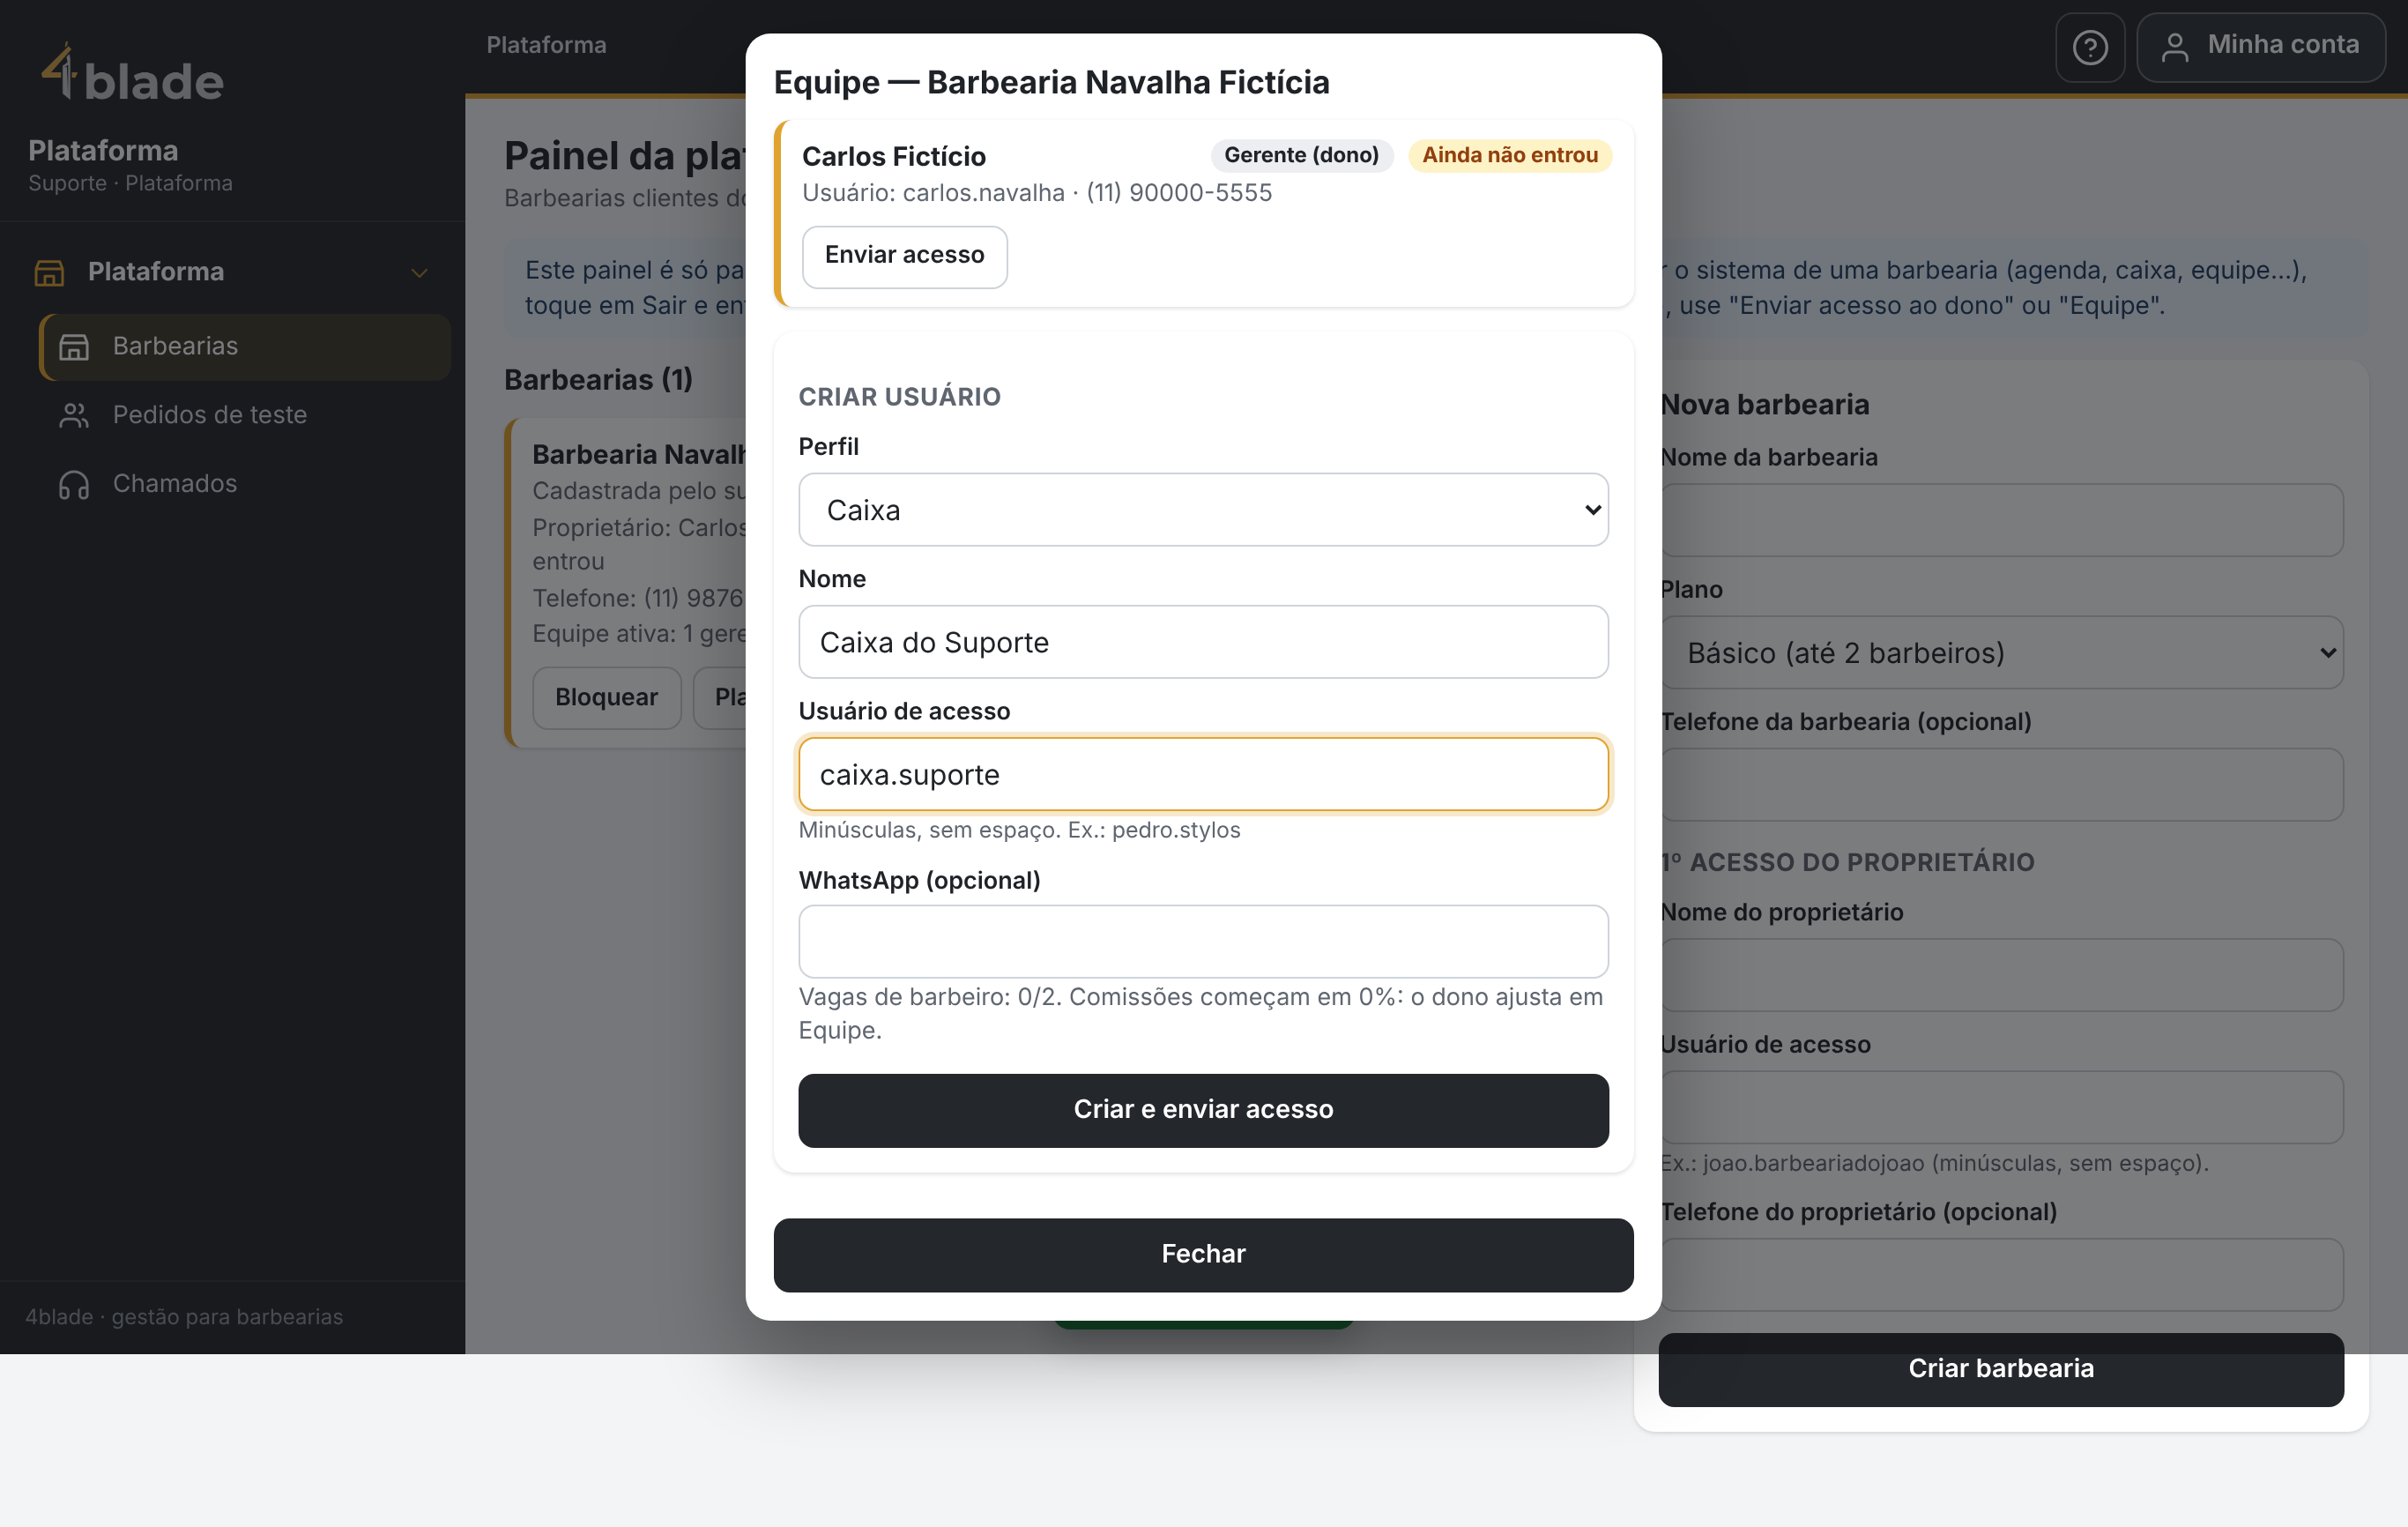 4blade
Plataforma
Suporte · Plataforma
Plataforma
Barbearias
Pedidos de teste
Chamados
4blade · gestão para barbearias
Plataforma
Minha conta
Painel da pla
Barbearias clientes
Este painel é só
toque em Sair e
o sistema de uma barbearia (agenda, caixa, equipe...),
, use "Enviar acesso ao dono" ou "Equipe".
Barbearias (1)
Barbearia
Cadastrada pelo
Proprietário: Carlos
entrou
Telefone: (11) 9876
Equipe ativa: 1
Bloquear
Equipe — Barbearia Navalha Fictícia
Carlos Fictício
Gerente (dono)
Ainda não entrou
Usuário: carlos.navalha · (11) 90000-5555
Enviar acesso
CRIAR USUÁRIO
Perfil
Caixa
Nome
Caixa do Suporte
Usuário de acesso
caixa.suporte
Minúsculas, sem espaço. Ex.: pedro.stylos
WhatsApp (opcional)
Vagas de barbeiro: 0/2. Comissões começam em 0%: o dono ajusta em
Equipe.
Criar e enviar acesso
Fechar
Nova barbearia
Nome da barbearia
Plano
Básico (até 2 barbeiros)
Telefone da barbearia (opcional)
1º ACESSO DO PROPRIETÁRIO
Nome do proprietário
Usuário de acesso
Ex.: joao.barbeariadojoao (minúsculas, sem espaço).
Telefone do proprietário (opcional)
Criar barbearia